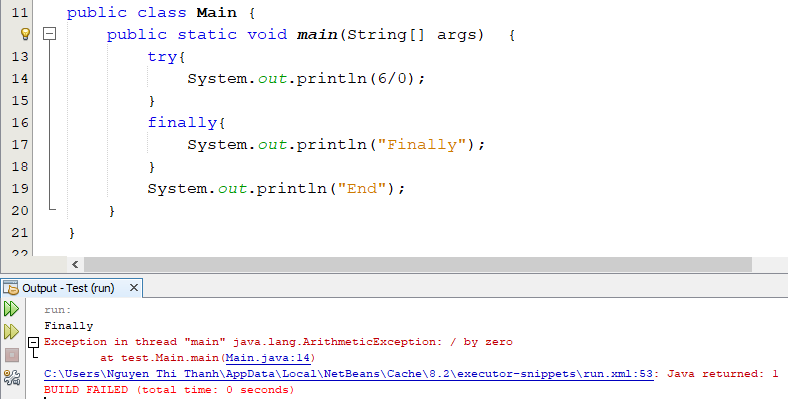 11 public class Main {
public static void main(String[] args)  {
13 try{
14 System.out.println(6/0);
15 }
16 finally{
17 System.out.println("Finally");
18 }
19 System.out.println("End");
20 }
21 }
22
Output - Test (run) X
run:
Finally
Exception in thread "main" java.lang.ArithmeticException: / by zero
at test.Main.main(Main.java:14)
C:\Users\Nguyen Thi Thanh\AppData\Local\NetBeans\Cache\8.2\executor-snippets\run.xml:53: Java returned: 1
BUILD FAILED (total time: 0 seconds)